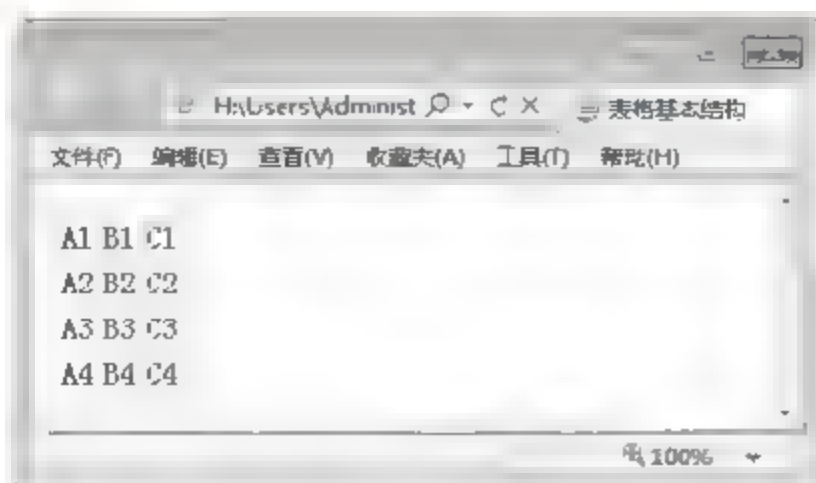 H:\Users\Administ
表格基本结构
文件(F) 编辑(E) 查看(V) 收藏夹(A) 工具(T) 帮助(H)
A1 B1 C1
A2 B2 C2
A3 B3 C3
A4 B4 C4
100%